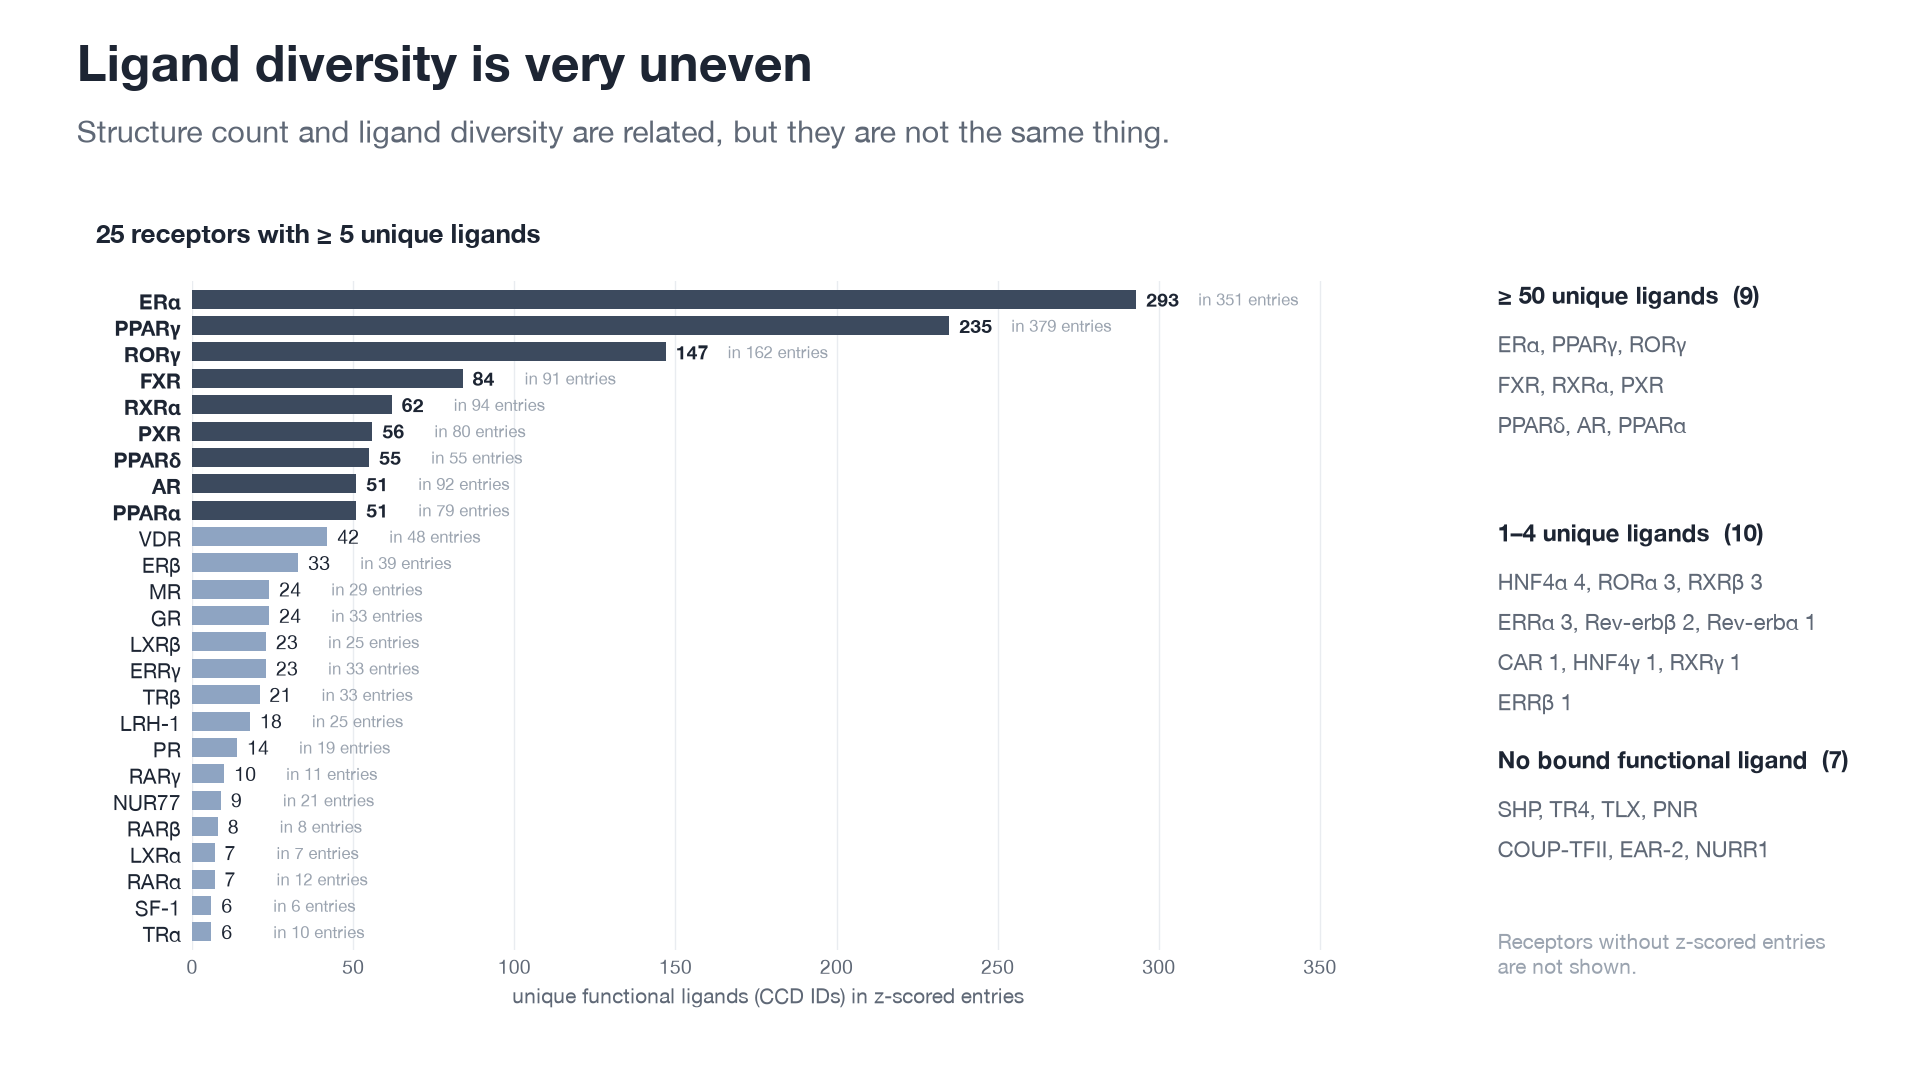 Ligand diversity is very uneven
Structure count and ligand diversity are related, but they are not the same thing.
25 receptors with ≥ 5 unique ligands
ERα 293 in 351 entries
PPARγ 235 in 379 entries
RORγ 147 in 162 entries
FXR 84 in 91 entries
RXRα 62 in 94 entries
PXR 56 in 80 entries
PPARδ 55 in 55 entries
AR 51 in 92 entries
PPARα 51 in 79 entries
VDR 42 in 48 entries
ERβ 33 in 39 entries
MR 24 in 29 entries
GR 24 in 33 entries
LXRβ 23 in 25 entries
ERRγ 23 in 33 entries
TRβ 21 in 33 entries
LRH-1 18 in 25 entries
PR 14 in 19 entries
RARγ 10 in 11 entries
NUR77 9 in 21 entries
RARβ 8 in 8 entries
LXRα 7 in 7 entries
RARα 7 in 12 entries
SF-1 6 in 6 entries
TRα 6 in 10 entries
0 50 100 150 200 250 300 350
unique functional ligands (CCD IDs) in z-scored entries
≥ 50 unique ligands (9)
ERα, PPARγ, RORγ
FXR, RXRα, PXR
PPARδ, AR, PPARα
1–4 unique ligands (10)
HNF4α 4, RORα 3, RXRβ 3
ERRα 3, Rev-erbβ 2, Rev-erbα 1
CAR 1, HNF4γ 1, RXRγ 1
ERRβ 1
No bound functional ligand (7)
SHP, TR4, TLX, PNR
COUP-TFII, EAR-2, NURR1
Receptors without z-scored entries
are not shown.